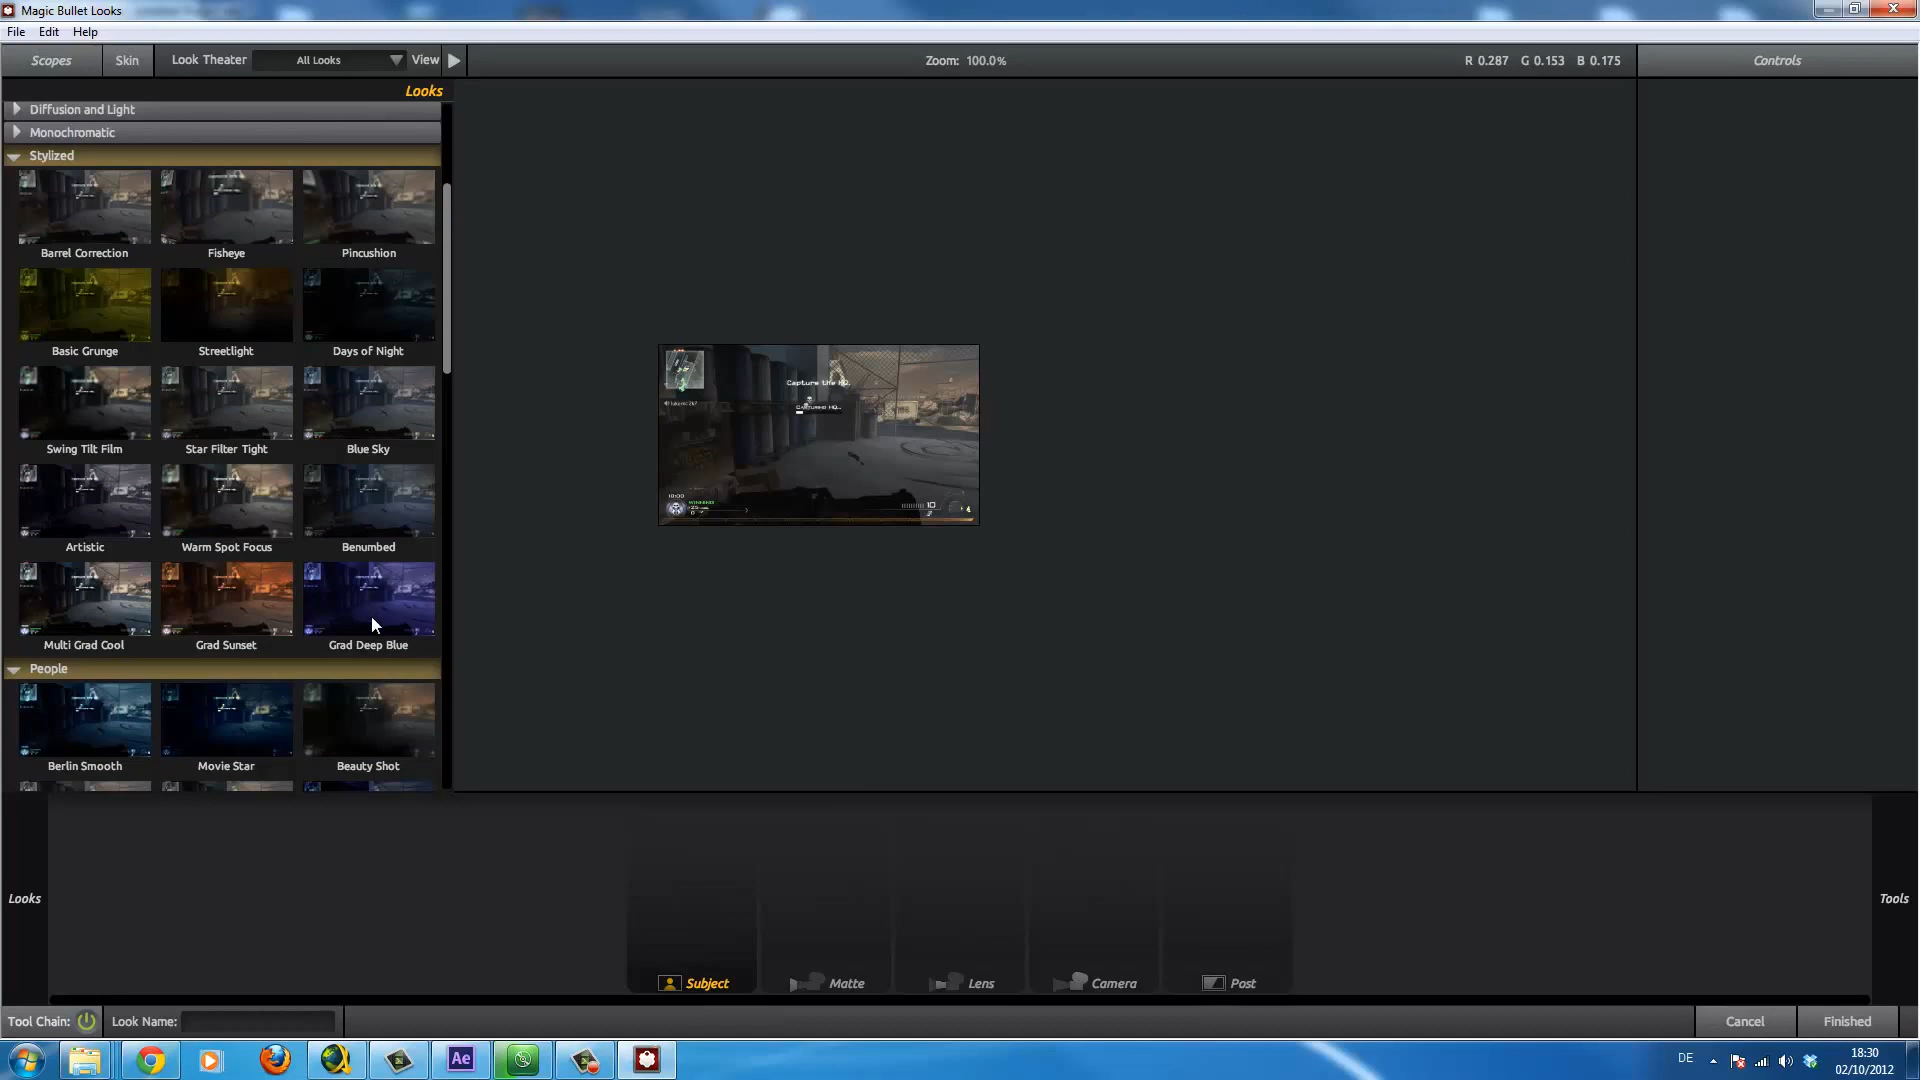 Magic Bullet Looks
File Edit Help
Scopes Skin Look Theater All Looks View Zoom: 100.0% R 0.287 G 0.153 B 0.175 Controls
Looks
Diffusion and Light
Monochromatic
Stylized
Barrel Correction Fisheye Pincushion
Basic Grunge Streetlight Days of Night
Swing Tilt Film Star Filter Tight Blue Sky
Artistic Warm Spot Focus Benumbed
Multi Grad Cool Grad Sunset Grad Deep Blue
People
Berlin Smooth Movie Star Beauty Shot
Capture the HQ.
10
4
Looks Tools
Subject Matte Lens Camera Post
Tool Chain: Look Name: Cancel Finished
Ae
DE
18:30
02/10/2012